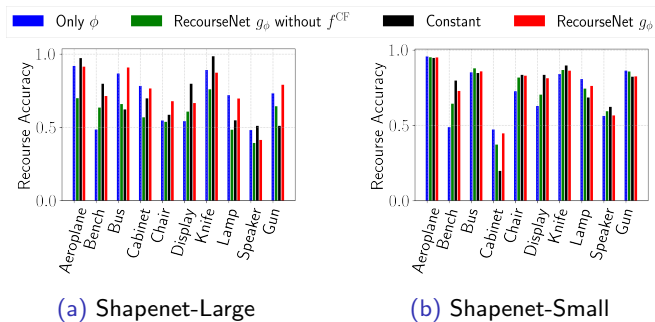 Only ϕ
RecourseNet g_ϕ without f^CF
Constant
RecourseNet g_ϕ
Recourse Accuracy
1.0
0.5
0.0
Aeroplane
Bench
Bus
Cabinet
Chair
Display
Knife
Lamp
Speaker
Gun
(a) Shapenet-Large
Recourse Accuracy
1.0
0.5
0.0
Aeroplane
Bench
Bus
Cabinet
Chair
Display
Knife
Lamp
Speaker
Gun
(b) Shapenet-Small